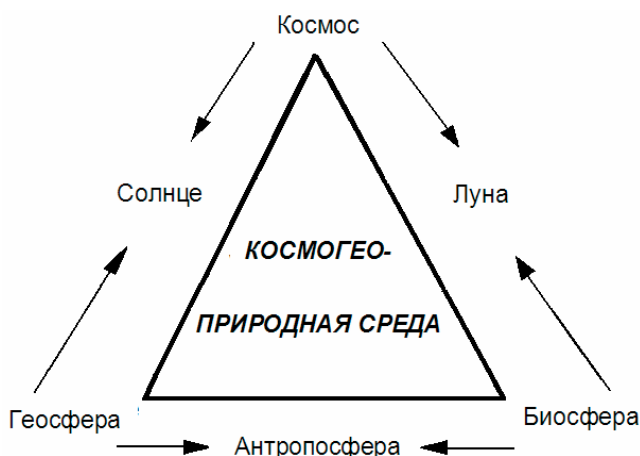 Космос
Солнце
Луна
КОСМОГЕО-
ПРИРОДНАЯ СРЕДА
Геосфера
Биосфера
Антропосфера